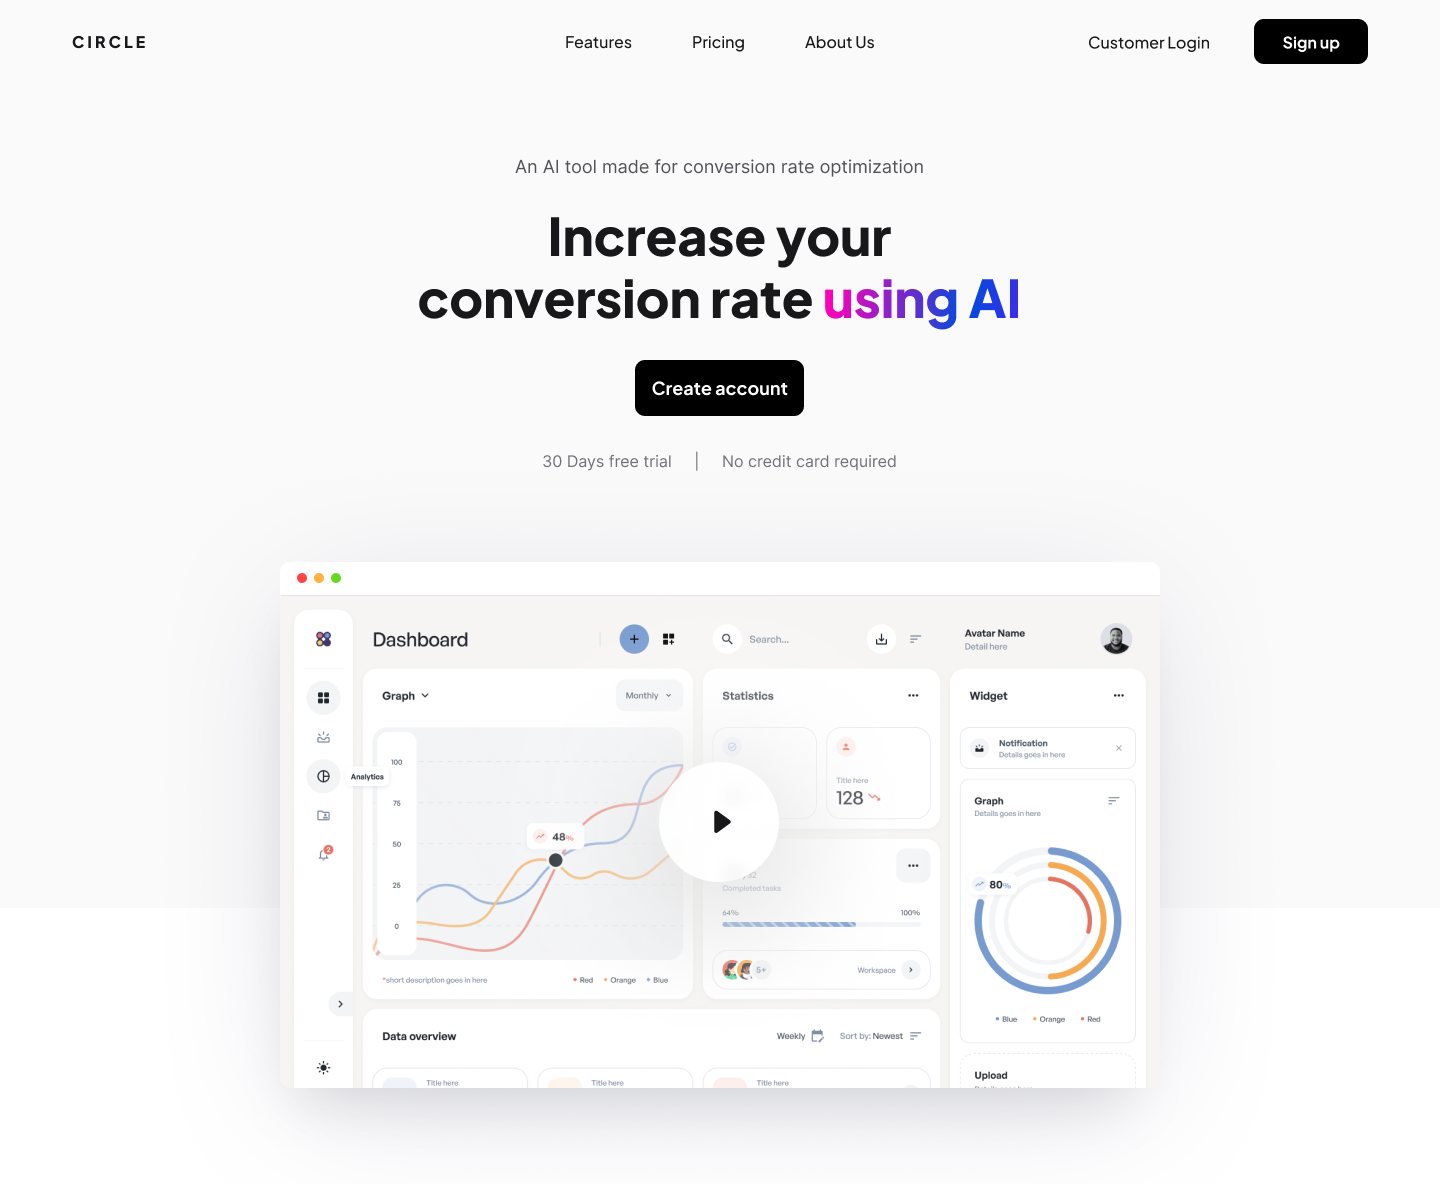 CIRCLE
Features
Pricing
About Us
Customer Login
Sign up
An AI tool made for conversion rate optimization
Increase your
conversion rate using AI
Create account
30 Days free trial | No credit card required
Dashboard
Search...
Avatar Name
Detail here
Analytics
2
Graph
Monthly
100
75
50
25
0
48%
*short description goes in here
Red
Orange
Blue
Statistics
Title here
128
Completed tasks
64%
100%
5+
Workspace
Widget
Notification
Details goes in here
Graph
Details goes in here
80%
Blue
Orange
Red
Data overview
Weekly
Sort by: Newest
Title here
Title here
Title here
Upload